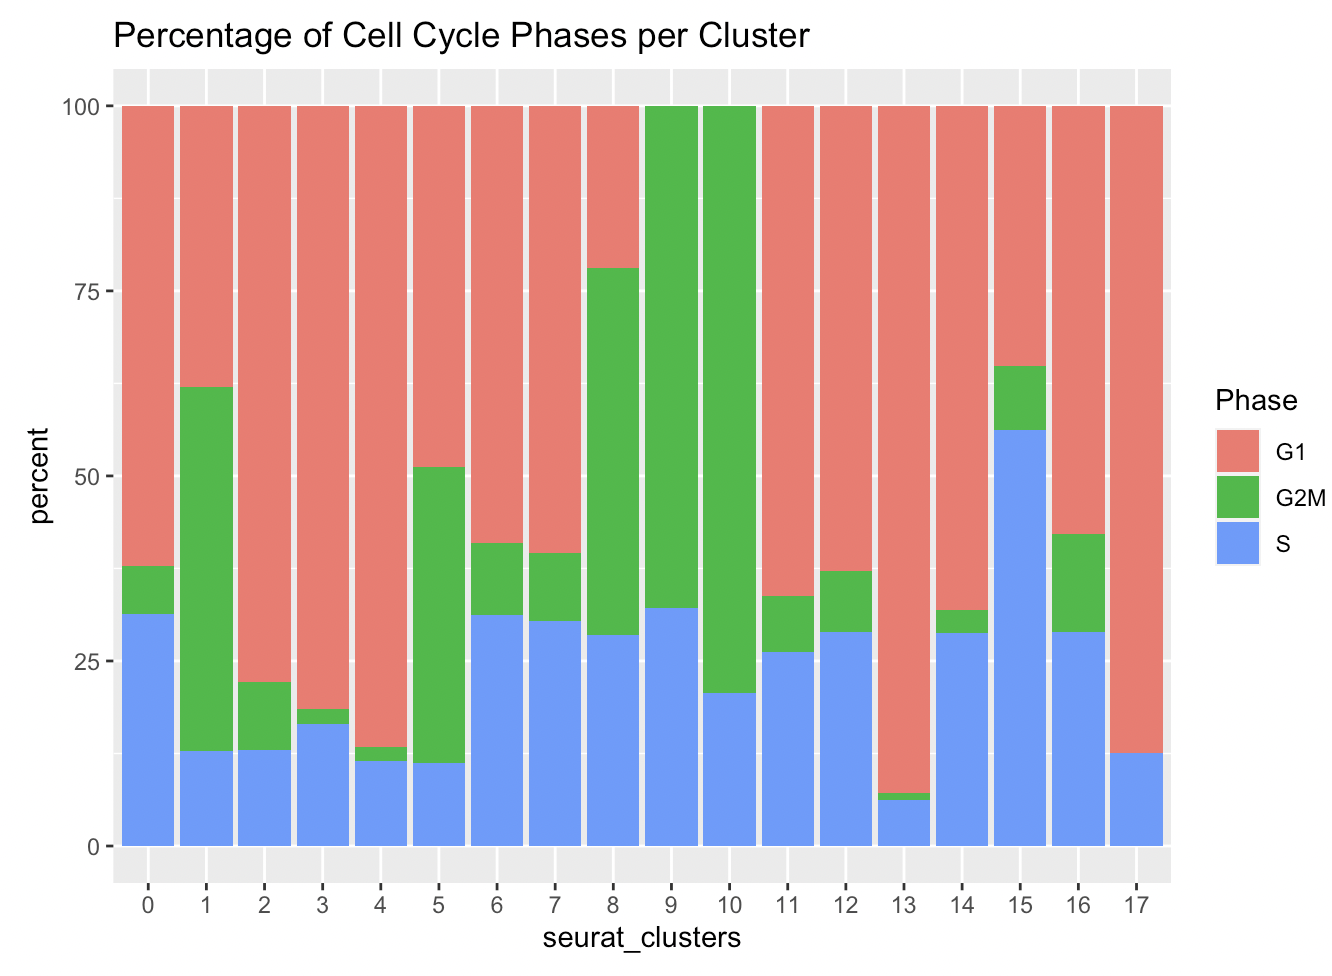 Percentage of Cell Cycle Phases per Cluster
percent
100
75
50
25
0
0 1 2 3 4 5 6 7 8 9 10 11 12 13 14 15 16 17
seurat_clusters
Phase
G1
G2M
S